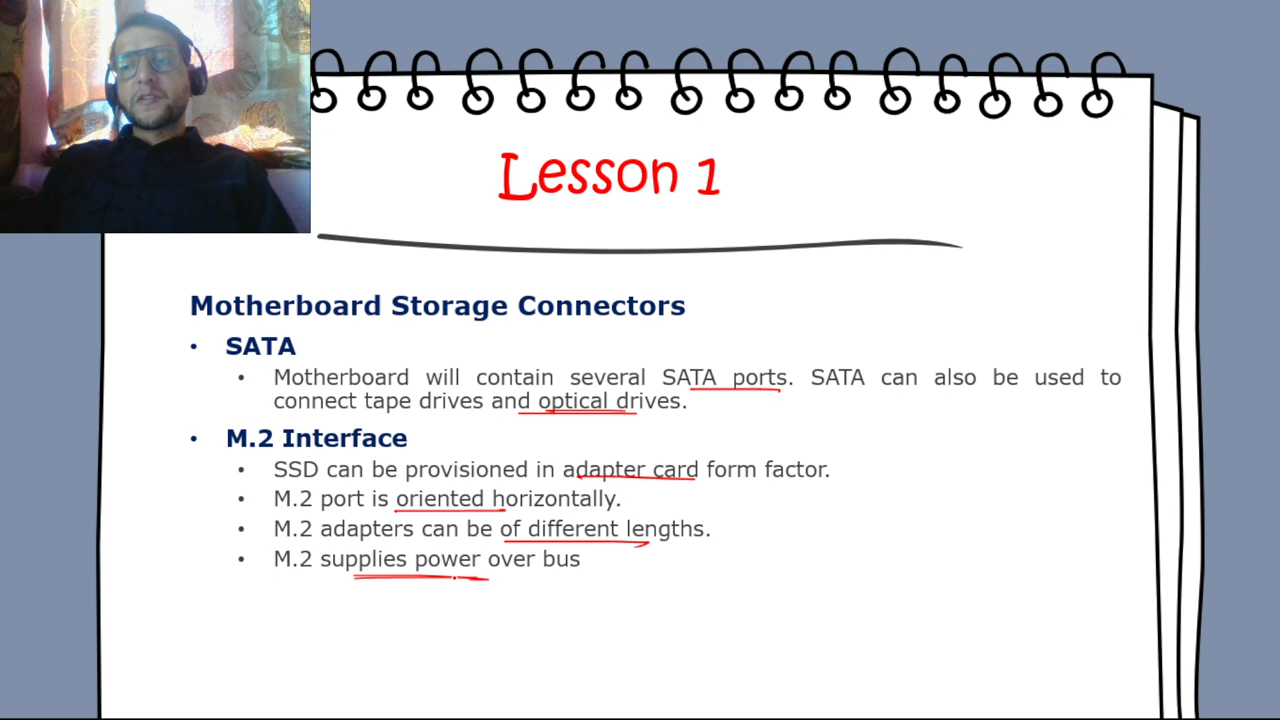 Lesson 1
Motherboard Storage Connectors
• SATA
• Motherboard will contain several SATA ports. SATA can also be used to
connect tape drives and optical drives.
• M.2 Interface
• SSD can be provisioned in adapter card form factor.
• M.2 port is oriented horizontally.
• M.2 adapters can be of different lengths.
• M.2 supplies power over bus